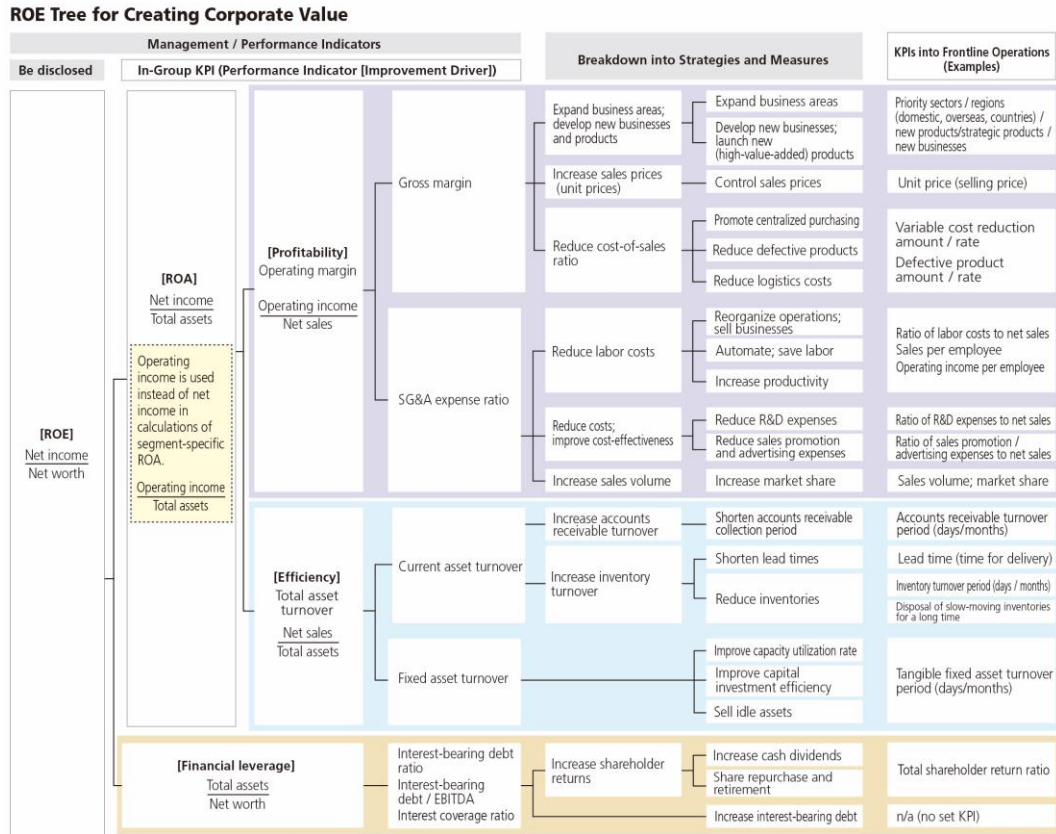 ROE Tree for Creating Corporate Value
Management / Performance Indicators
Breakdown into Strategies and Measures
KPIs into Frontline Operations
(Examples)
Be disclosed
In-Group KPI (Performance Indicator [Improvement Driver])
[ROE]
Net income
Net worth
[ROA]
Net income
Total assets
Operating
income is used
instead of net
income in
calculations of
segment-specific
ROA.
Operating income
Total assets
[Profitability]
Operating margin
Operating income
Net sales
Gross margin
Expand business areas;
develop new businesses
and products
Expand business areas
Develop new businesses;
launch new
(high-value-added) products
Priority sectors / regions
(domestic, overseas, countries) /
new products/strategic products /
new businesses
Increase sales prices
(unit prices)
Control sales prices
Unit price (selling price)
Reduce cost-of-sales
ratio
Promote centralized purchasing
Reduce defective products
Reduce logistics costs
Variable cost reduction
amount / rate
Defective product
amount / rate
SG&A expense ratio
Reduce labor costs
Reorganize operations;
sell businesses
Automate; save labor
Increase productivity
Ratio of labor costs to net sales
Sales per employee
Operating income per employee
Reduce costs;
improve cost-effectiveness
Reduce R&D expenses
Reduce sales promotion
and advertising expenses
Ratio of R&D expenses to net sales
Ratio of sales promotion /
advertising expenses to net sales
Increase sales volume
Increase market share
Sales volume; market share
[Efficiency]
Total asset
turnover
Net sales
Total assets
Current asset turnover
Increase accounts
receivable turnover
Shorten accounts receivable
collection period
Accounts receivable turnover
period (days/months)
Increase inventory
turnover
Shorten lead times
Reduce inventories
Lead time (time for delivery)
Inventory turnover period (days / months)
Disposal of slow-moving inventories
for a long time
Fixed asset turnover
Improve capacity utilization rate
Improve capital
investment efficiency
Sell idle assets
Tangible fixed asset turnover
period (days/months)
[Financial leverage]
Total assets
Net worth
Interest-bearing debt
ratio
Interest-bearing
debt / EBITDA
Interest coverage ratio
Increase shareholder
returns
Increase cash dividends
Share repurchase and
retirement
Total shareholder return ratio
Increase interest-bearing debt
n/a (no set KPI)